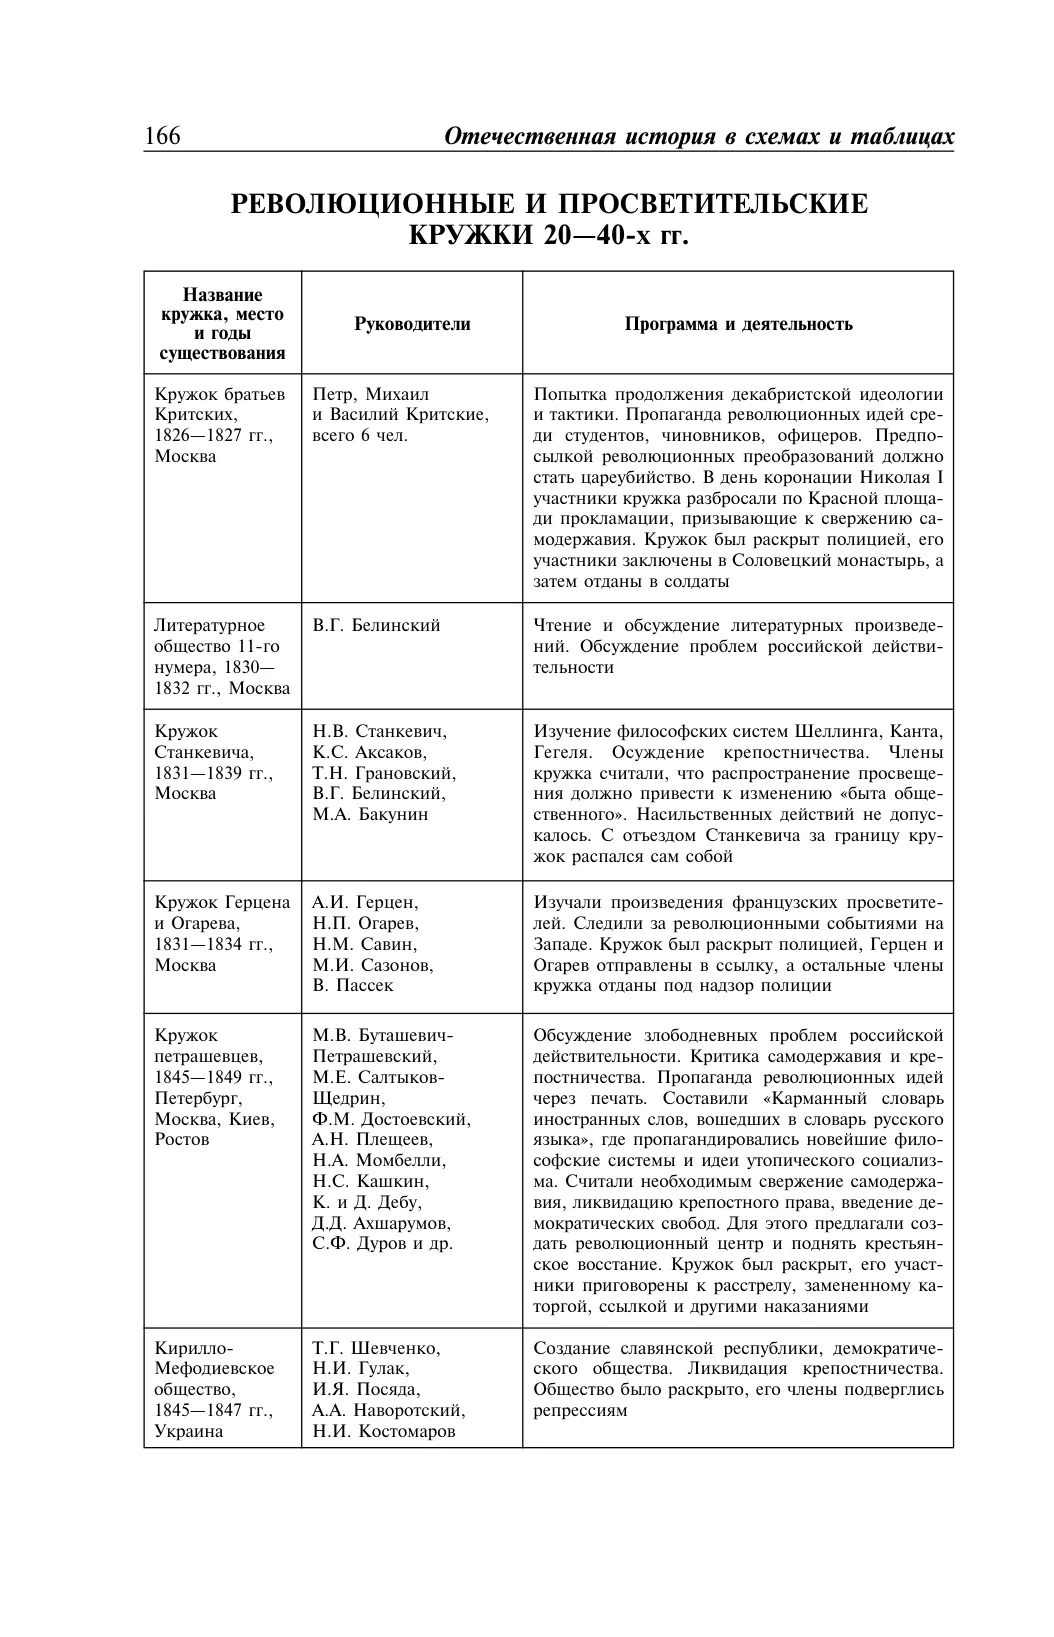 166
Отечественная история в схемах и таблицах
РЕВОЛЮЦИОННЫЕ И ПРОСВЕТИТЕЛЬСКИЕ
КРУЖКИ 20—40-х гг.
Название
кружка, место
и годы
существования
Руководители
Программа и деятельность
Кружок братьев
Критских,
1826—1827 гг.,
Москва
Петр, Михаил
и Василий Критские,
всего 6 чел.
Попытка продолжения декабристской идеологии
и тактики. Пропаганда революционных идей сре-
ди студентов, чиновников, офицеров. Предпо-
сылкой революционных преобразований должно
стать цареубийство. В день коронации Николая I
участники кружка разбросали по Красной площа-
ди прокламации, призывающие к свержению са-
модержавия. Кружок был раскрыт полицией, его
участники заключены в Соловецкий монастырь, а
затем отданы в солдаты
Литературное
общество 11-го
нумера, 1830—
1832 гг., Москва
В.Г. Белинский
Чтение и обсуждение литературных произведе-
ний. Обсуждение проблем российской действи-
тельности
Кружок
Станкевича,
1831—1839 гг.,
Москва
Н.В. Станкевич,
К.С. Аксаков,
Т.Н. Грановский,
В.Г. Белинский,
М.А. Бакунин
Изучение философских систем Шеллинга, Канта,
Гегеля. Осуждение крепостничества. Члены
кружка считали, что распространение просвеще-
ния должно привести к изменению «быта обще-
ственного». Насильственных действий не допус-
калось. С отъездом Станкевича за границу кру-
жок распался сам собой
Кружок Герцена
и Огарева,
1831—1834 гг.,
Москва
А.И. Герцен,
Н.П. Огарев,
Н.М. Савин,
М.И. Сазонов,
В. Пассек
Изучали произведения французских просветите-
лей. Следили за революционными событиями на
Западе. Кружок был раскрыт полицией, Герцен и
Огарев отправлены в ссылку, а остальные члены
кружка отданы под надзор полиции
Кружок
петрашевцев,
1845—1849 гг.,
Петербург,
Москва, Киев,
Ростов
М.В. Буташевич-
Петрашевский,
М.Е. Салтыков-
Щедрин,
Ф.М. Достоевский,
А.Н. Плещеев,
Н.А. Момбелли,
Н.С. Кашкин,
К. и Д. Дебу,
Д.Д. Ахшарумов,
С.Ф. Дуров и др.
Обсуждение злободневных проблем российской
действительности. Критика самодержавия и кре-
постничества. Пропаганда революционных идей
через печать. Составили «Карманный словарь
иностранных слов, вошедших в словарь русского
языка», где пропагандировались новейшие фило-
софские системы и идеи утопического социализ-
ма. Считали необходимым свержение самодержа-
вия, ликвидацию крепостного права, введение де-
мократических свобод. Для этого предлагали соз-
дать революционный центр и поднять крестьян-
ское восстание. Кружок был раскрыт, его участ-
ники приговорены к расстрелу, замененному ка-
торгой, ссылкой и другими наказаниями
Кирилло-
Мефодиевское
общество,
1845—1847 гг.,
Украина
Т.Г. Шевченко,
Н.И. Гулак,
И.Я. Посяда,
А.А. Наворотский,
Н.И. Костомаров
Создание славянской республики, демократиче-
ского общества. Ликвидация крепостничества.
Общество было раскрыто, его члены подверглись
репрессиям